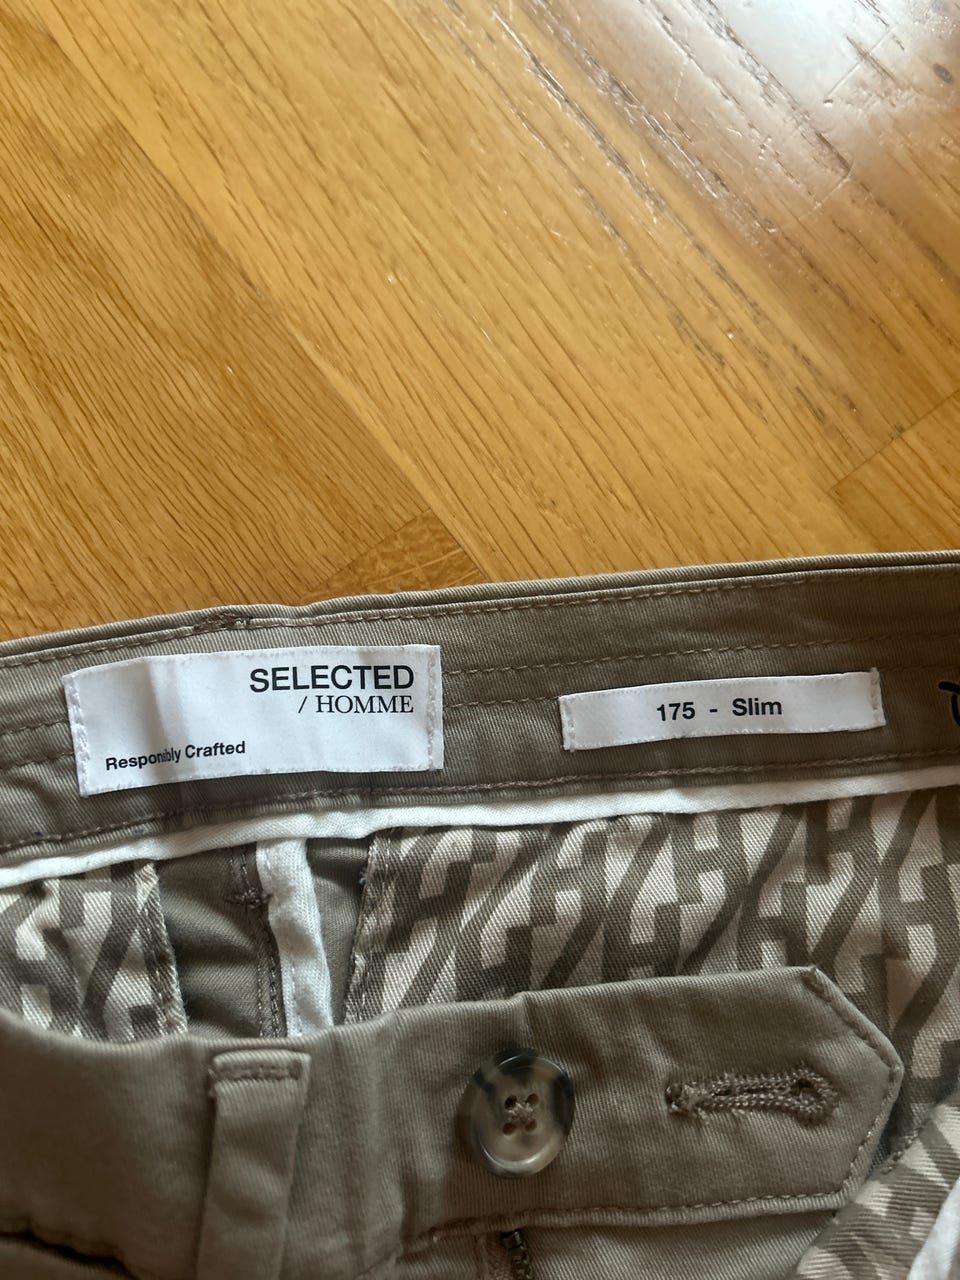 SELECTED
/ HOMME
Responsibly Crafted
175 - Slim